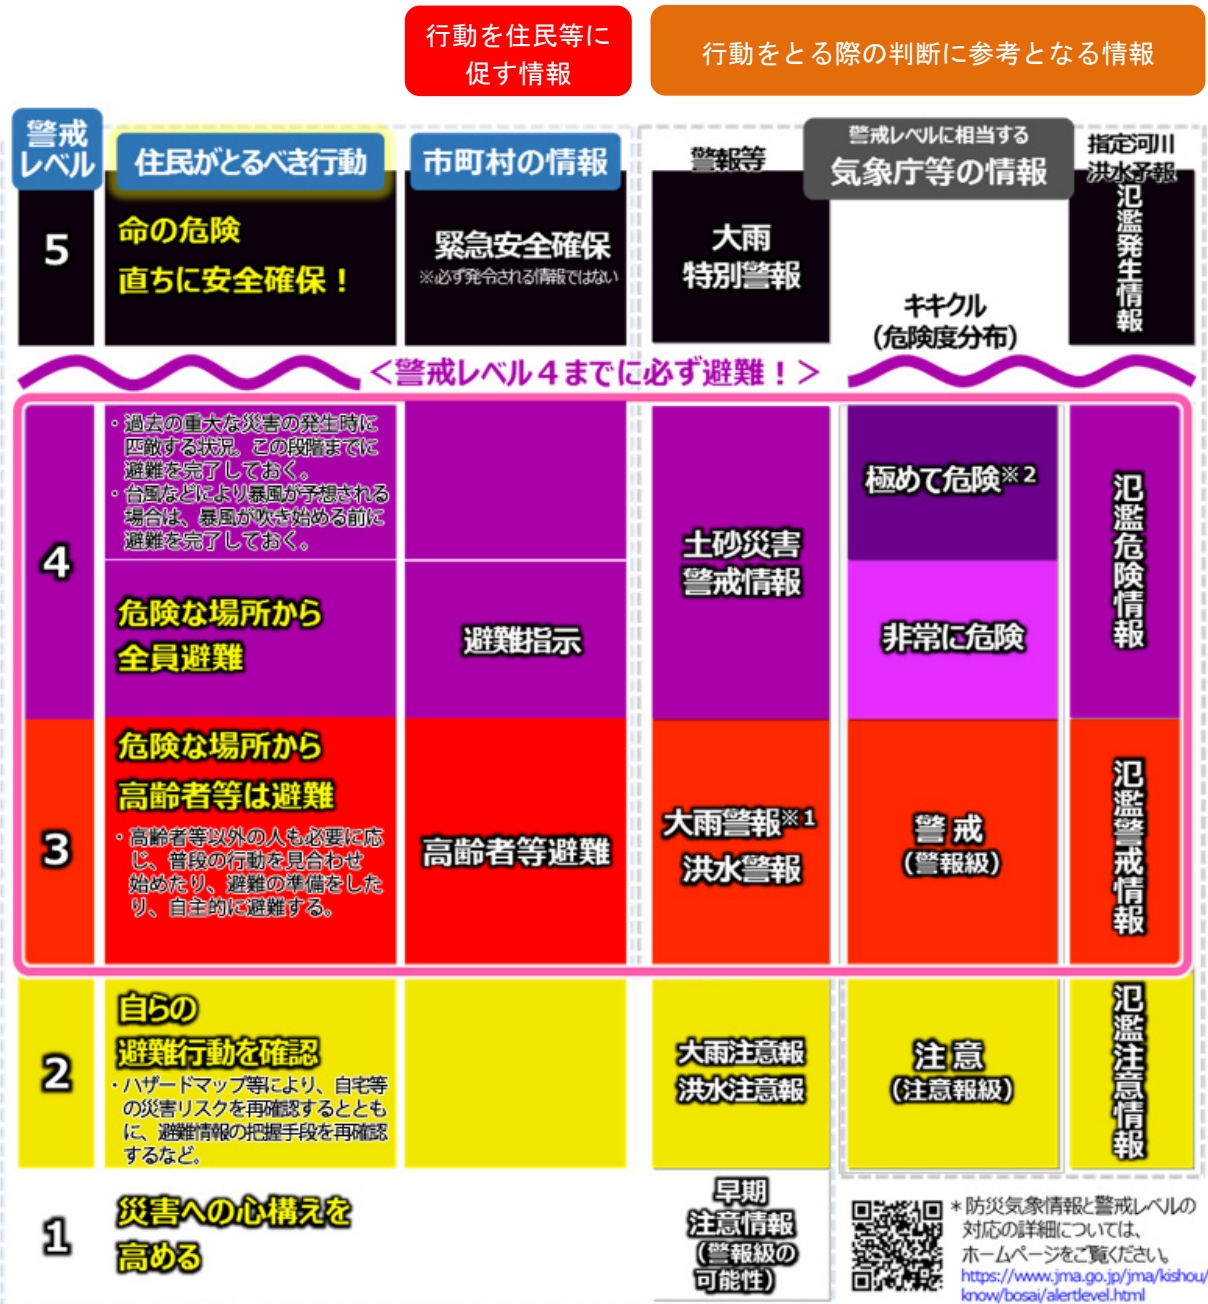 行動を住民等に
促す情報
行動をとる際の判断に参考となる情報
警戒
レベル
住民がとるべき行動
市町村の情報
警報等
警戒レベルに相当する
気象庁等の情報
指定河川
洪水予報
5
命の危険
直ちに安全確保！
緊急安全確保
※必ず発令される情報ではない
大雨
特別警報
キキクル
（危険度分布）
氾濫発生情報
＜警戒レベル４までに必ず避難！＞
4
・過去の重大な災害の発生時に
匹敵する状況。この段階までに
避難を完了しておく。
・台風などにより暴風が予想される
場合は、暴風が吹き始める前に
避難を完了しておく。
危険な場所から
全員避難
避難指示
土砂災害
警戒情報
極めて危険※2
非常に危険
氾濫危険情報
3
危険な場所から
高齢者等は避難
・高齢者等以外の人も必要に応
じ、普段の行動を見合わせ
始めたり、避難の準備をした
り、自主的に避難する。
高齢者等避難
大雨警報※1
洪水警報
警戒
（警報級）
氾濫警戒情報
2
自らの
避難行動を確認
・ハザードマップ等により、自宅等
の災害リスクを再確認するととも
に、避難情報の把握手段を再確認
するなど。
大雨注意報
洪水注意報
注意
（注意報級）
氾濫注意情報
1
災害への心構えを
高める
早期
注意情報
（警報級の
可能性）
＊防災気象情報と警戒レベルの
対応の詳細については、
ホームページをご覧ください。
https://www.jma.go.jp/jma/kishou/
know/bosai/alertlevel.html